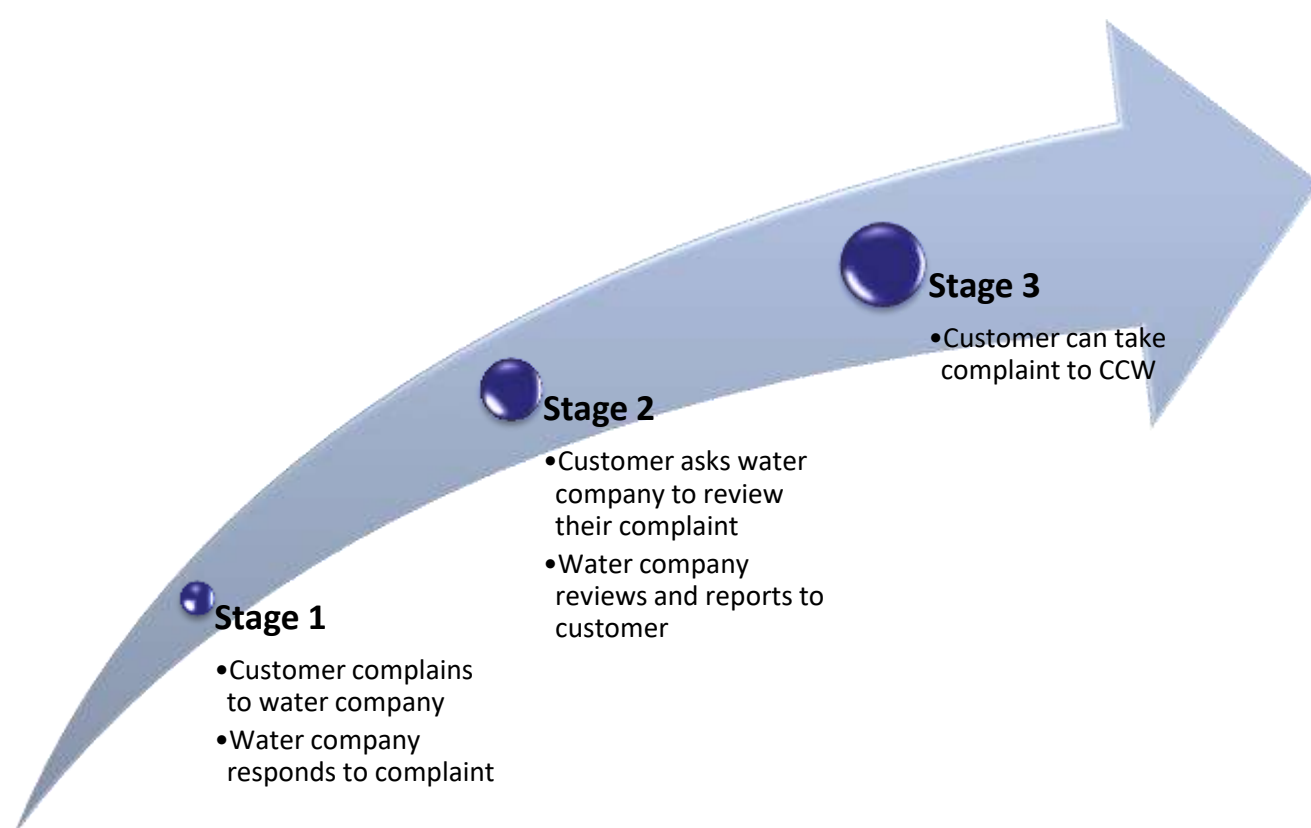 Stage 1
•Customer complains
to water company
•Water company
responds to complaint
Stage 2
•Customer asks water
company to review
their complaint
•Water company
reviews and reports to
customer
Stage 3
•Customer can take
complaint to CCW